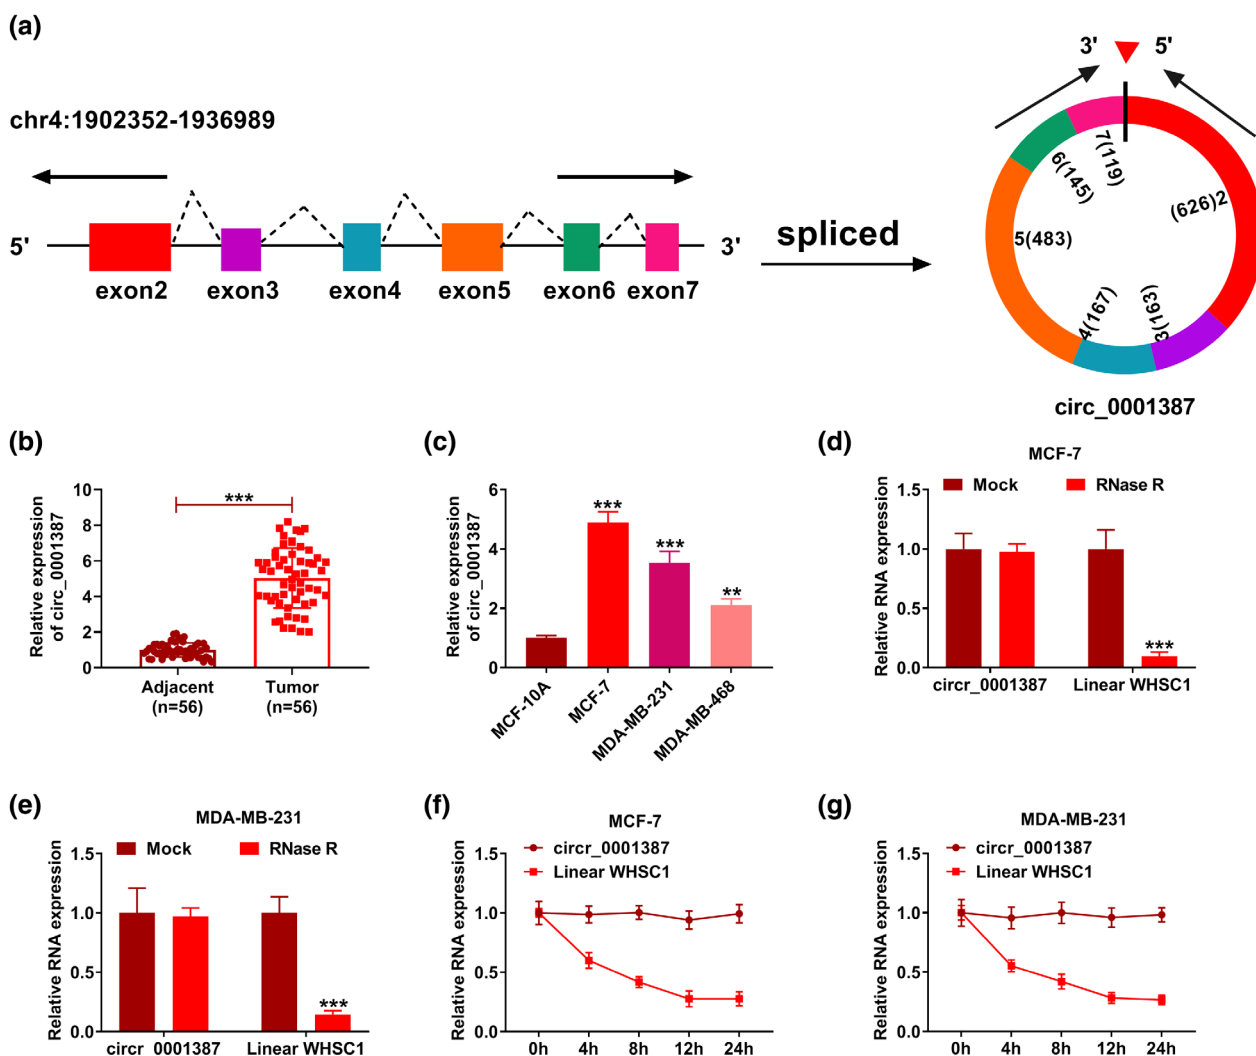 (a)
chr4:1902352-1936989
5'
3'
exon2
exon3
exon4
exon5
exon6
exon7
spliced
3'
5'
7(119)
6(145)
(626)2
5(483)
4(167)
3(163)
circ_0001387
(b)
Relative expression
of circ_0001387
10
8
6
4
2
0
***
Adjacent
(n=56)
Tumor
(n=56)
(c)
Relative expression
of circ_0001387
6
4
2
0
***
***
**
MCF-10A
MCF-7
MDA-MB-231
MDA-MB-468
(d)
MCF-7
Mock
RNase R
Relative RNA expression
1.5
1.0
0.5
0.0
***
circr_0001387
Linear WHSC1
(e)
MDA-MB-231
Mock
RNase R
Relative RNA expression
1.5
1.0
0.5
0.0
***
circr_0001387
Linear WHSC1
(f)
MCF-7
circr_0001387
Linear WHSC1
Relative RNA expression
1.5
1.0
0.5
0.0
0h
4h
8h
12h
24h
(g)
MDA-MB-231
circr_0001387
Linear WHSC1
Relative RNA expression
1.5
1.0
0.5
0.0
0h
4h
8h
12h
24h